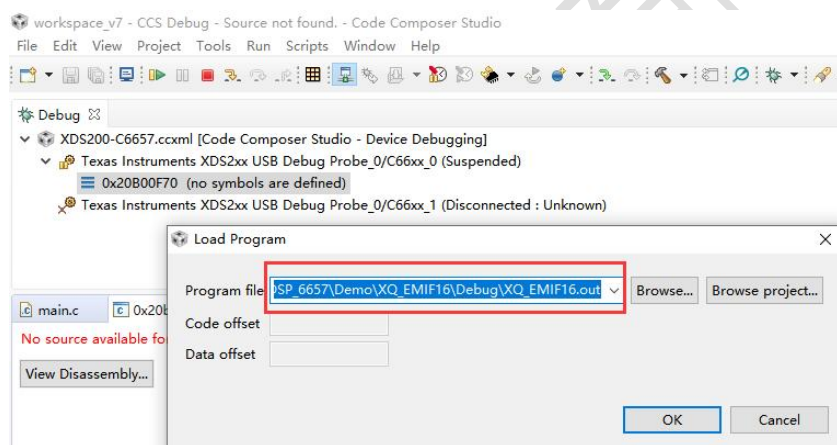 workspace_v7 - CCS Debug - Source not found. - Code Composer Studio
File Edit View Project Tools Run Scripts Window Help
Debug
XDS200-C6657.ccxml [Code Composer Studio - Device Debugging]
Texas Instruments XDS2xx USB Debug Probe_0/C66xx_0 (Suspended)
0x20B00F70 (no symbols are defined)
Texas Instruments XDS2xx USB Debug Probe_0/C66xx_1 (Disconnected : Unknown)
Load Program
Program file SP_6657\Demo\XQ_EMIF16\Debug\XQ_EMIF16.out Browse... Browse project...
main.c 0x20b
Code offset
No source available fo
Data offset
View Disassembly...
OK Cancel